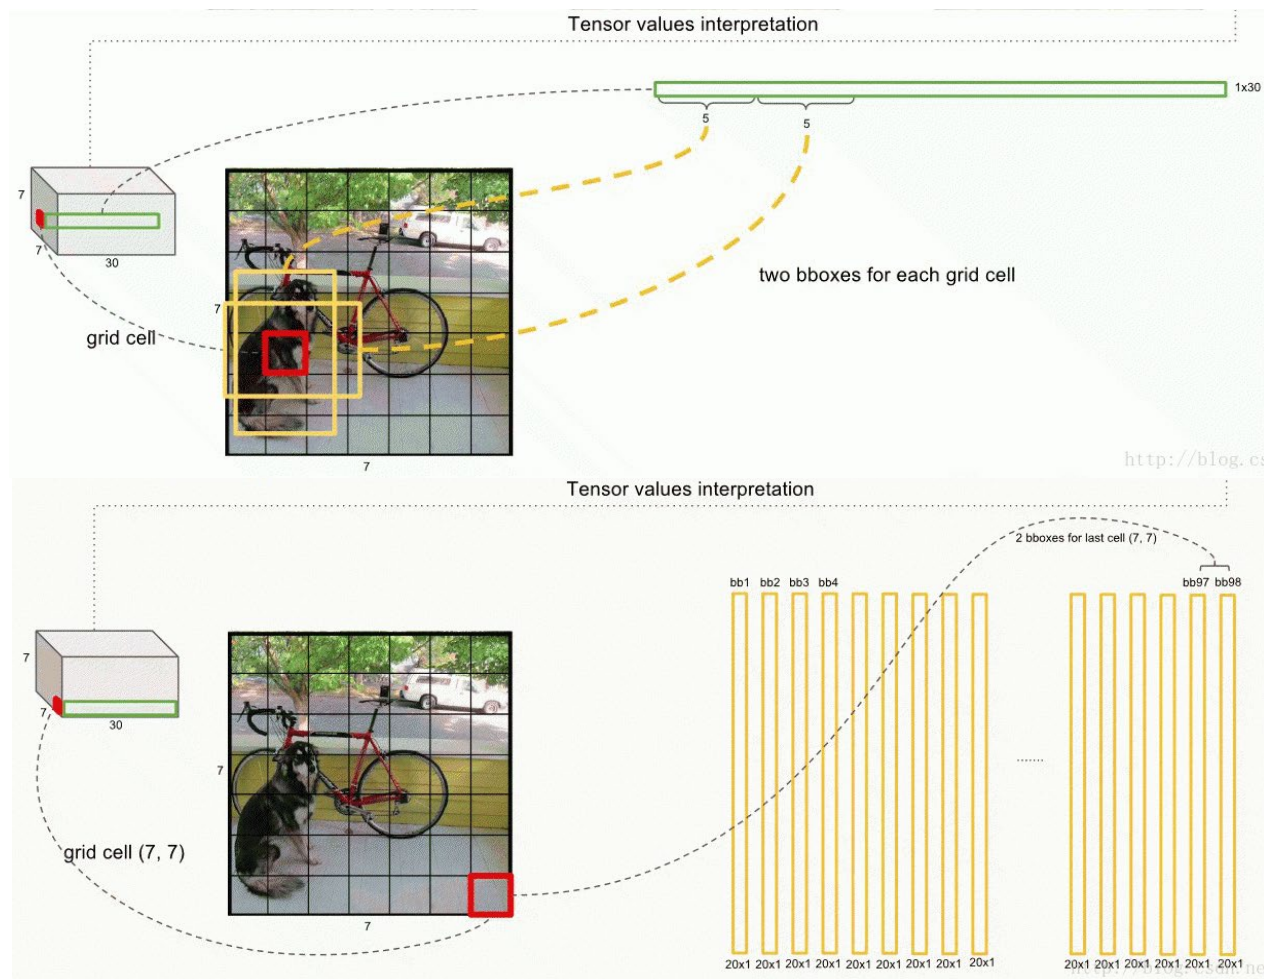 Tensor values interpretation
1x30
5
5
7
7
30
two bboxes for each grid cell
7
grid cell
7
http://blog.cs
Tensor values interpretation
2 bboxes for last cell (7, 7)
bb1 bb2 bb3 bb4 bb97 bb98
7
7
30
7
.......
grid cell (7, 7)
7
20x1 20x1 20x1 20x1 20x1 20x1 20x1 20x1 20x1 20x1 20x1 20x1 20x1 20x1 20x1